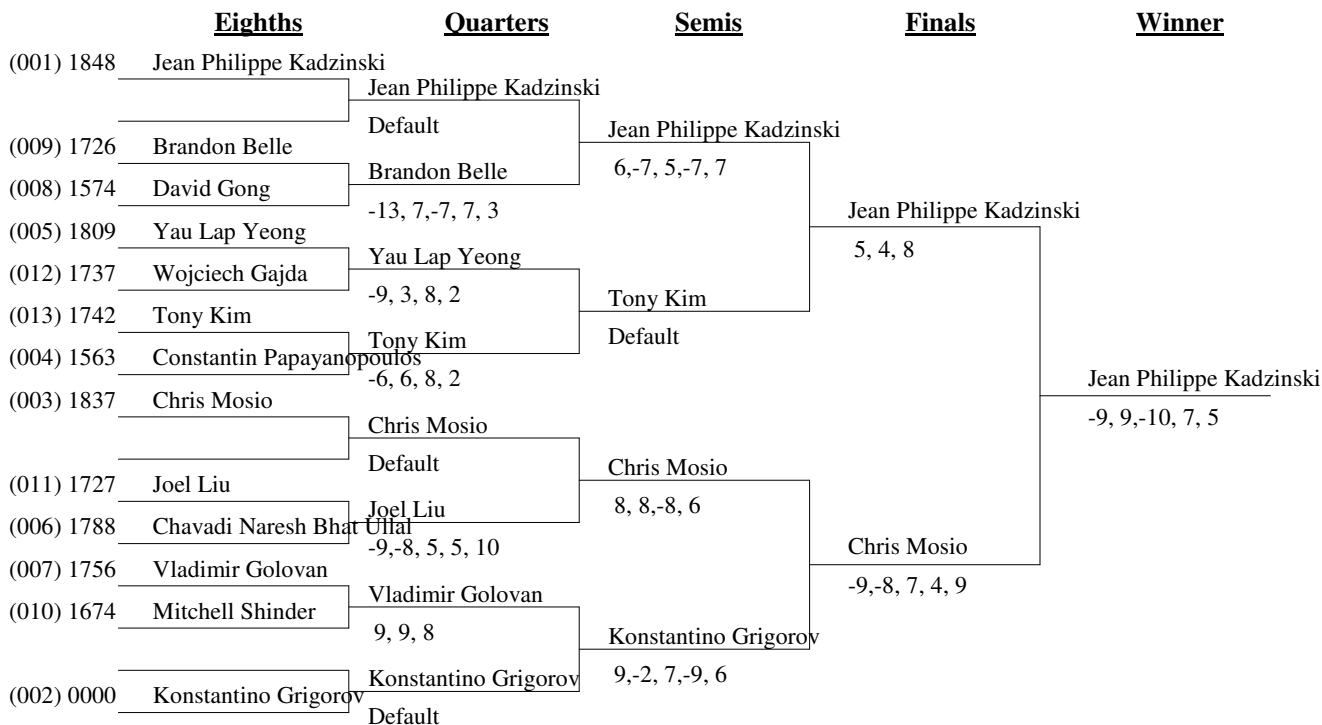 Eighths Quarters Semis Finals Winner
(001) 1848 Jean Philippe Kadzinski
Jean Philippe Kadzinski
Default
Jean Philippe Kadzinski
(009) 1726 Brandon Belle
6,-7, 5,-7, 7
Brandon Belle
(008) 1574 David Gong
-13, 7,-7, 7, 3
Jean Philippe Kadzinski
(005) 1809 Yau Lap Yeong
5, 4, 8
Yau Lap Yeong
(012) 1737 Wojciech Gajda
-9, 3, 8, 2
Tony Kim
(013) 1742 Tony Kim
Default
Tony Kim
(004) 1563 Constantin Papayanopoulos
-6, 6, 8, 2
Jean Philippe Kadzinski
(003) 1837 Chris Mosio
-9, 9,-10, 7, 5
Chris Mosio
Default
Chris Mosio
(011) 1727 Joel Liu
8, 8,-8, 6
Joel Liu
(006) 1788 Chavadi Naresh Bhat Ullal
-9,-8, 5, 5, 10
Chris Mosio
(007) 1756 Vladimir Golovan
-9,-8, 7, 4, 9
Vladimir Golovan
(010) 1674 Mitchell Shinder
9, 9, 8
Konstantino Grigorov
9,-2, 7,-9, 6
Konstantino Grigorov
(002) 0000 Konstantino Grigorov
Default